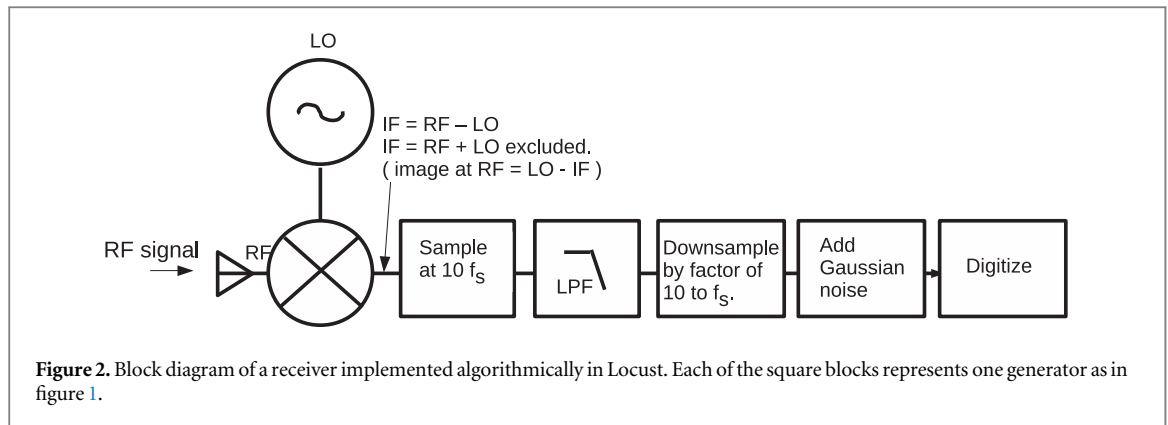 LO
IF = RF – LO
IF = RF + LO excluded.
( image at RF = LO - IF )
RF signal
RF
Sample
at 10 fS
LPF
Downsample
by factor of
10 to fS.
Add
Gaussian
noise
Digitize
Figure 2. Block diagram of a receiver implemented algorithmically in Locust. Each of the square blocks represents one generator as in
figure 1.